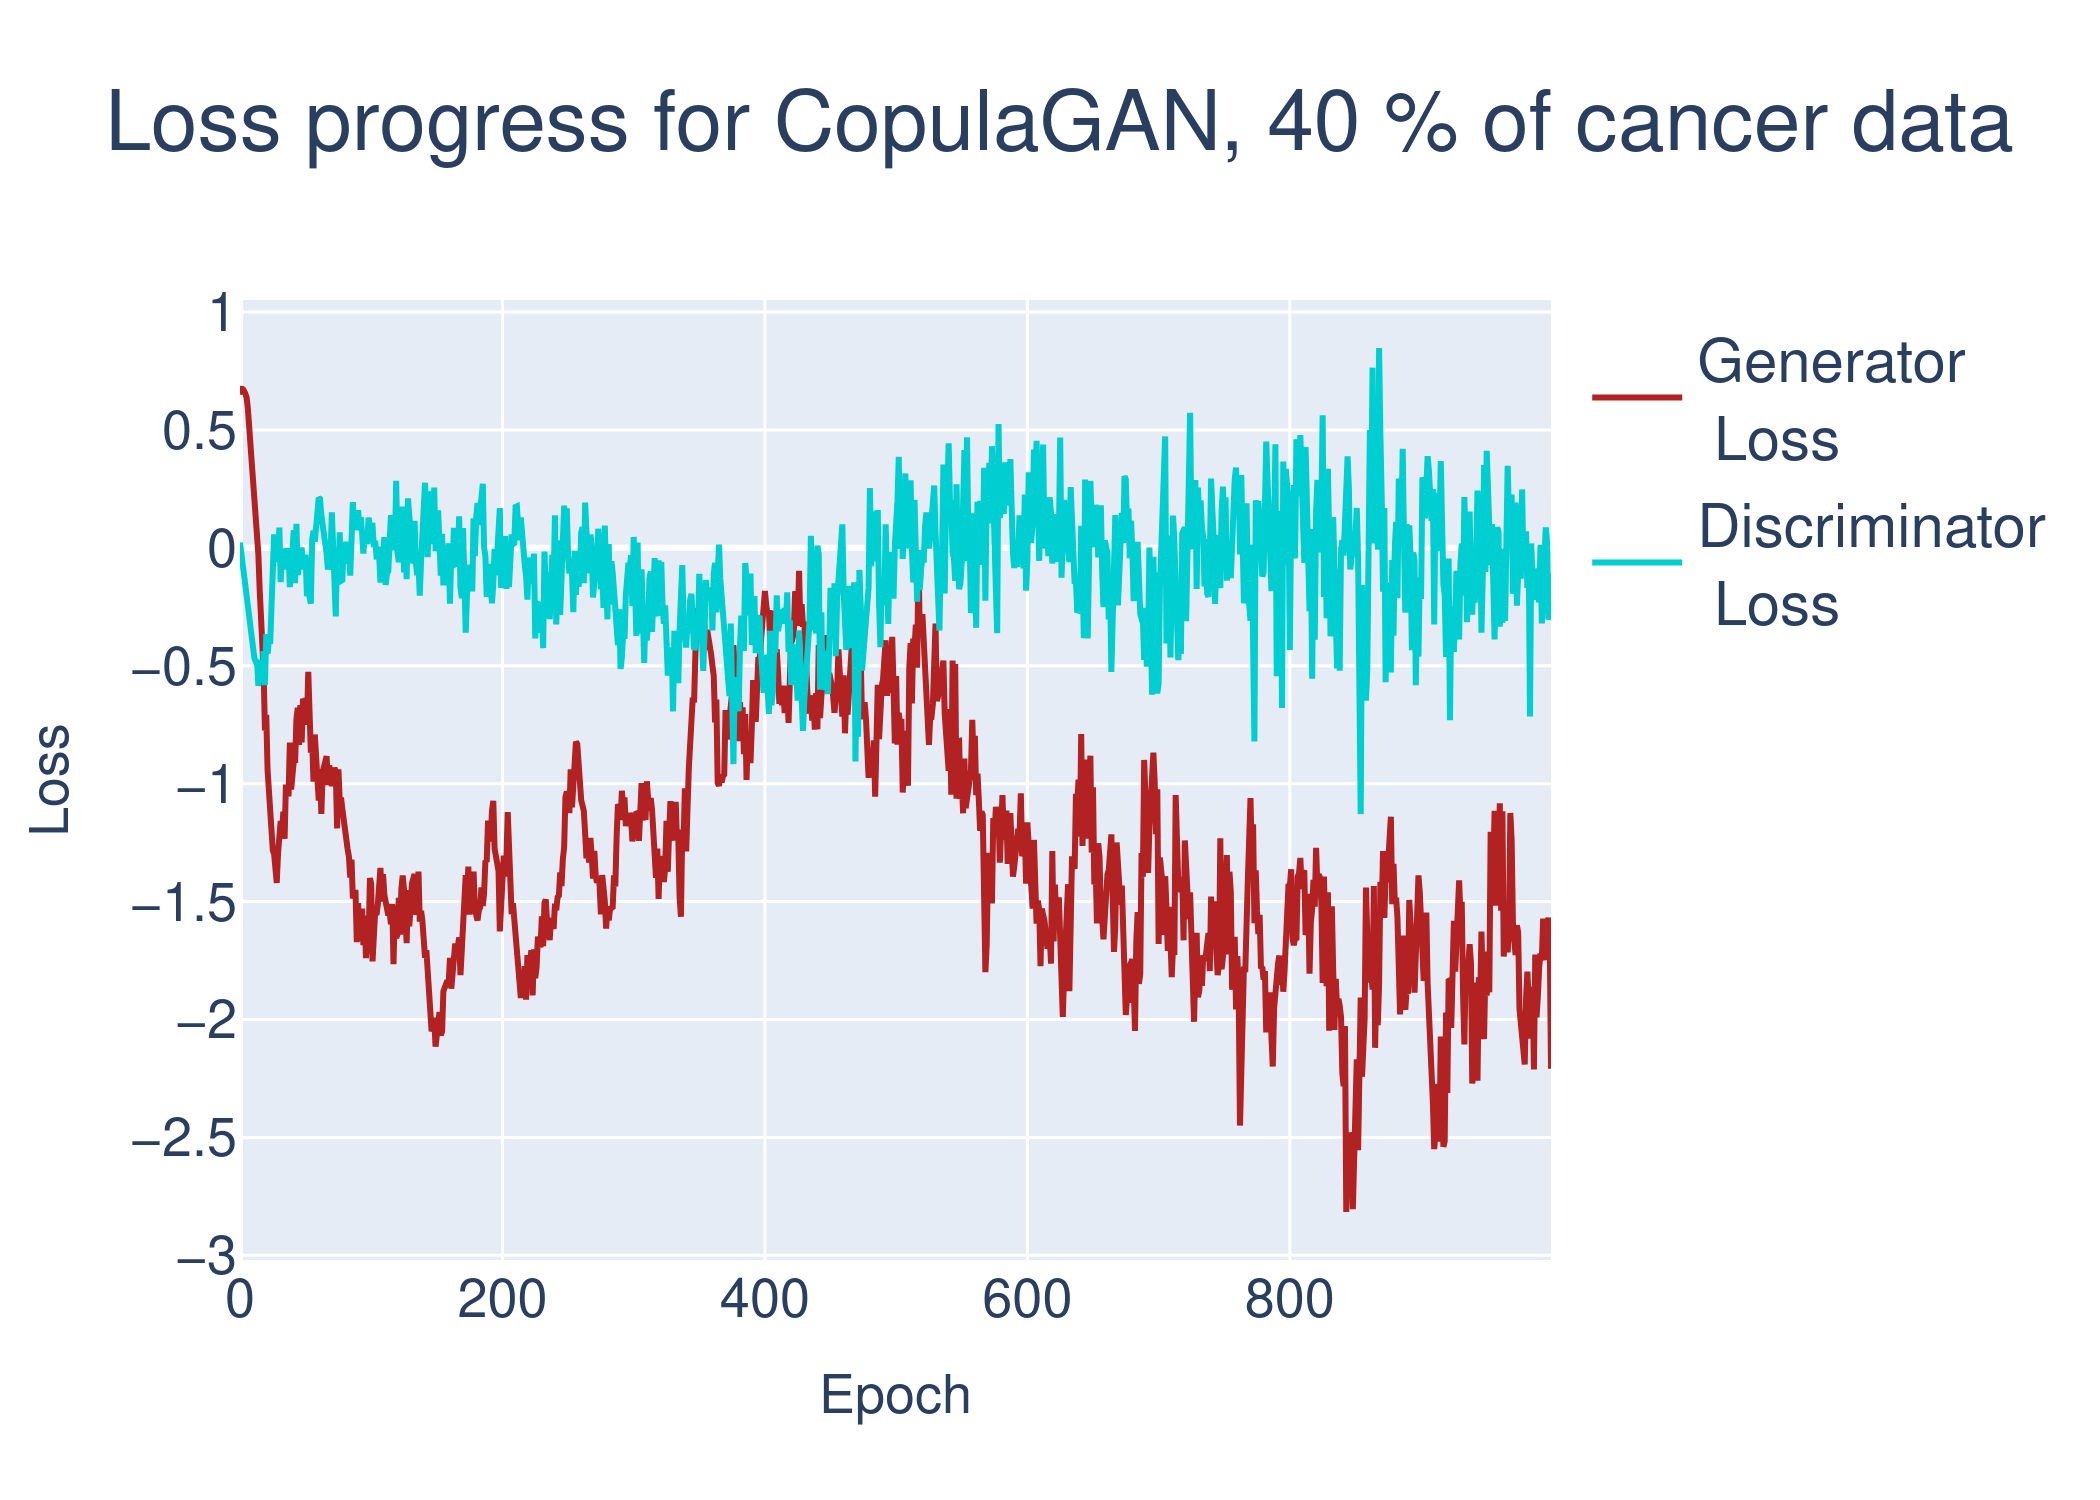 Loss progress for CopulaGAN, 40 % of cancer data
1
0.5
0
−0.5
−1
−1.5
−2
−2.5
−3
Loss
0
200
400
600
800
Epoch
Generator
Loss
Discriminator
Loss